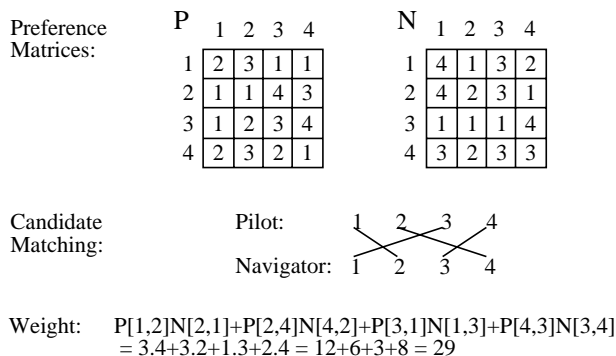 Preference Matrices:
P 1 2 3 4
1 2 3 1 1
2 1 1 4 3
3 1 2 3 4
4 2 3 2 1
N 1 2 3 4
1 4 1 3 2
2 4 2 3 1
3 1 1 1 4
4 3 2 3 3
Candidate Matching:
Pilot: 1 2 3 4
Navigator: 1 2 3 4
Weight: P[1,2]N[2,1]+P[2,4]N[4,2]+P[3,1]N[1,3]+P[4,3]N[3,4]
= 3.4+3.2+1.3+2.4 = 12+6+3+8 = 29